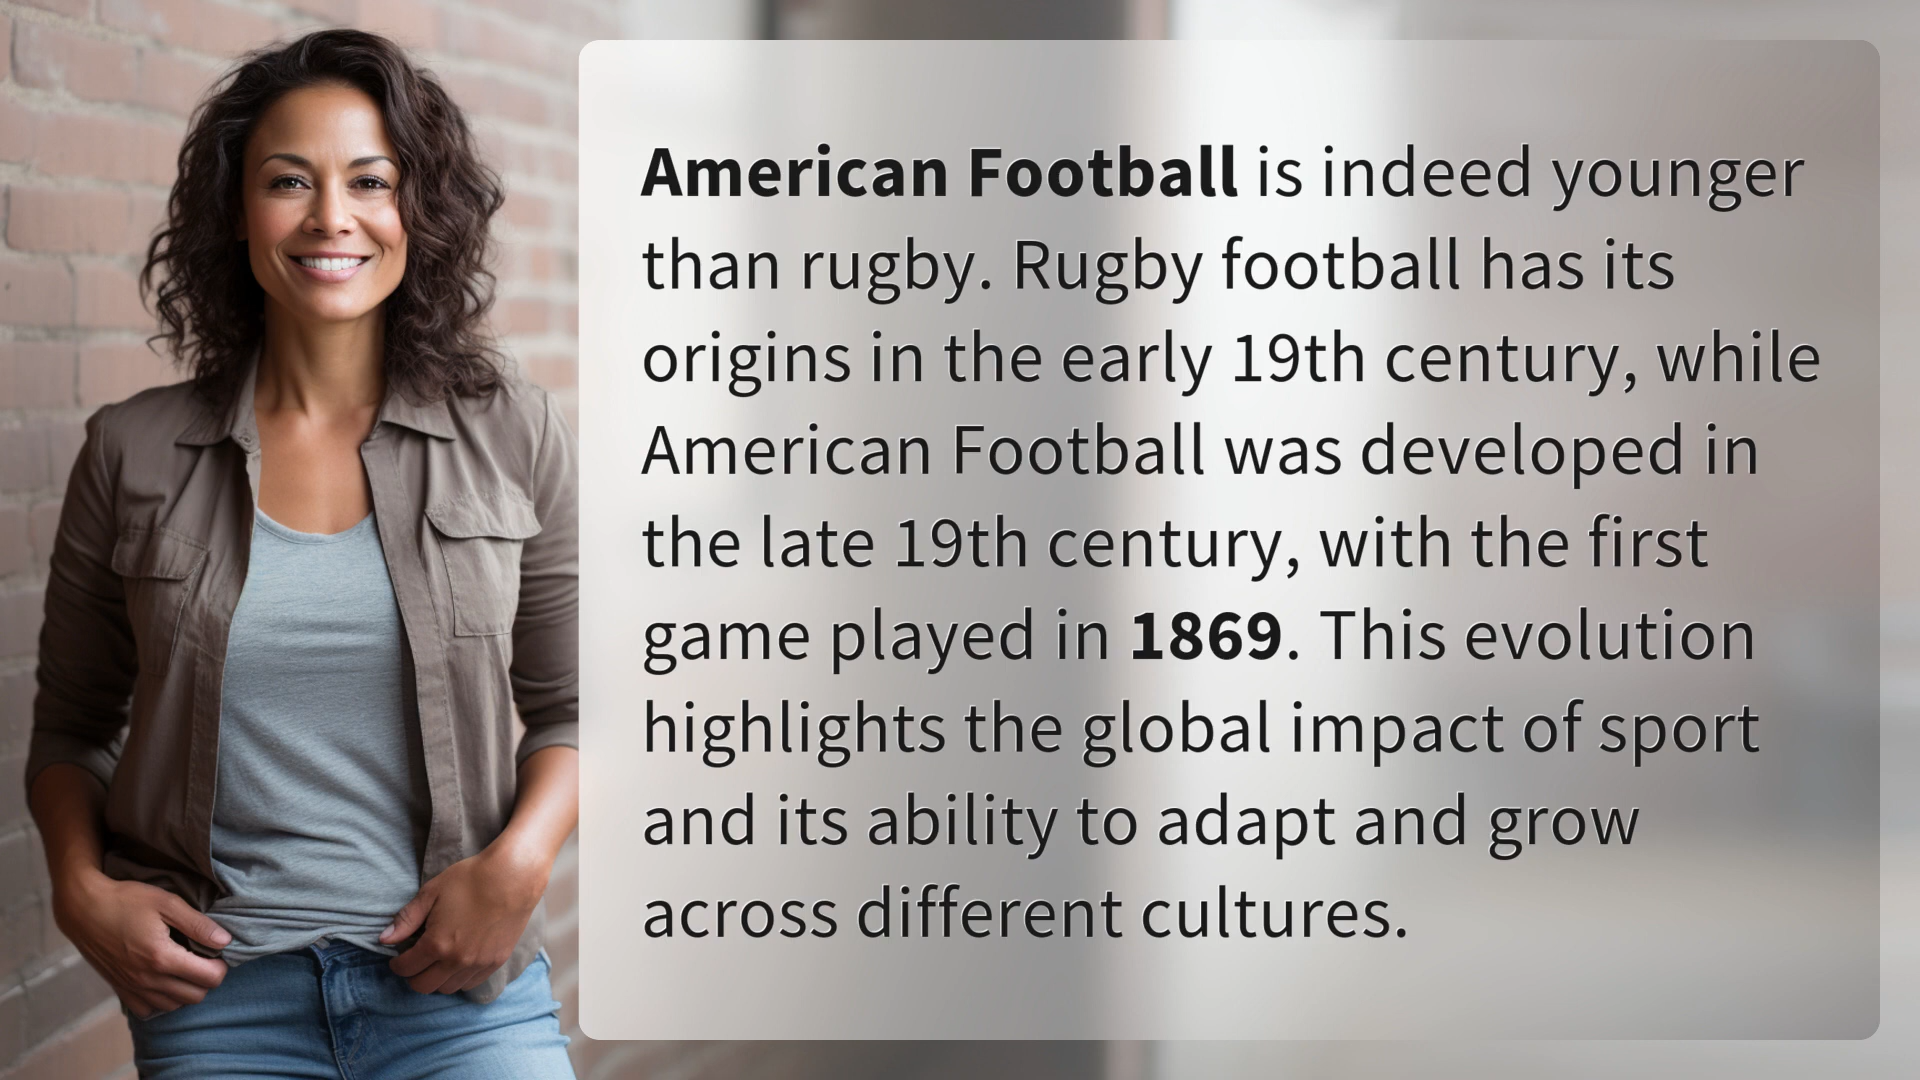 American Football is indeed younger
than rugby. Rugby football has its
origins in the early 19th century, while
American Football was developed in
the late 19th century, with the first
game played in 1869. This evolution
highlights the global impact of sport
and its ability to adapt and grow
across different cultures.